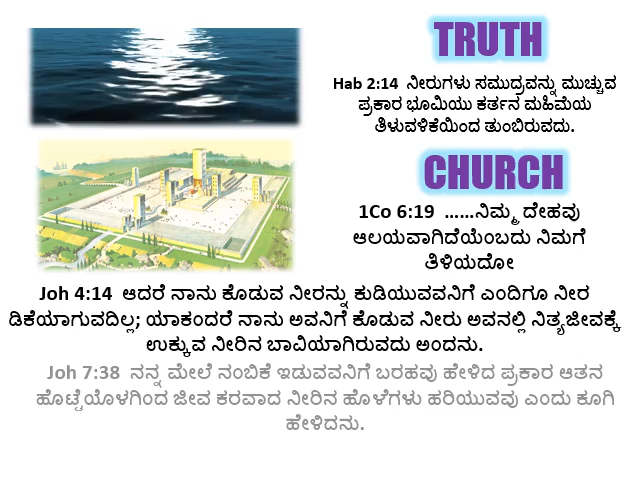 TRUTH
Hab 2:14 ನೀರುಗಳು ಸಮುದ್ರವನ್ನು ಮುಚ್ಚುವ
ಪ್ರಕಾರ ಭೂಮಿಯು ಕರ್ತನ ಮಹಿಮೆಯ
ತಿಳುವಳಿಕೆಯಿಂದ ತುಂಬಿರುವದು.
CHURCH
1Co 6:19 ......ನಿಮ್ಮ ದೇಹವು
ಆಲಯವಾಗಿದೆಯೆಂಬದು ನಿಮಗೆ
ತಿಳಿಯದೋ
Joh 4:14 ಆದರೆ ನಾನು ಕೊಡುವ ನೀರನ್ನು ಕುಡಿಯುವವನಿಗೆ ಎಂದಿಗೂ ನೀರ
ಡಿಕೆಯಾಗುವದಿಲ್ಲ; ಯಾಕಂದರೆ ನಾನು ಅವನಿಗೆ ಕೊಡುವ ನೀರು ಅವನಲ್ಲಿ ನಿತ್ಯಜೀವಕ್ಕೆ
ಉಕ್ಕುವ ನೀರಿನ ಬಾವಿಯಾಗಿರುವದು ಅಂದನು.
Joh 7:38 ನನ್ನ ಮೇಲೆ ನಂಬಿಕೆ ಇಡುವವನಿಗೆ ಬರಹವು ಹೇಳಿದ ಪ್ರಕಾರ ಆತನ
ಹೊಟ್ಟೆಯೊಳಗಿಂದ ಜೀವ ಕರವಾದ ನೀರಿನ ಹೊಳೆಗಳು ಹರಿಯುವವು ಎಂದು ಕೂಗಿ
ಹೇಳಿದನು.